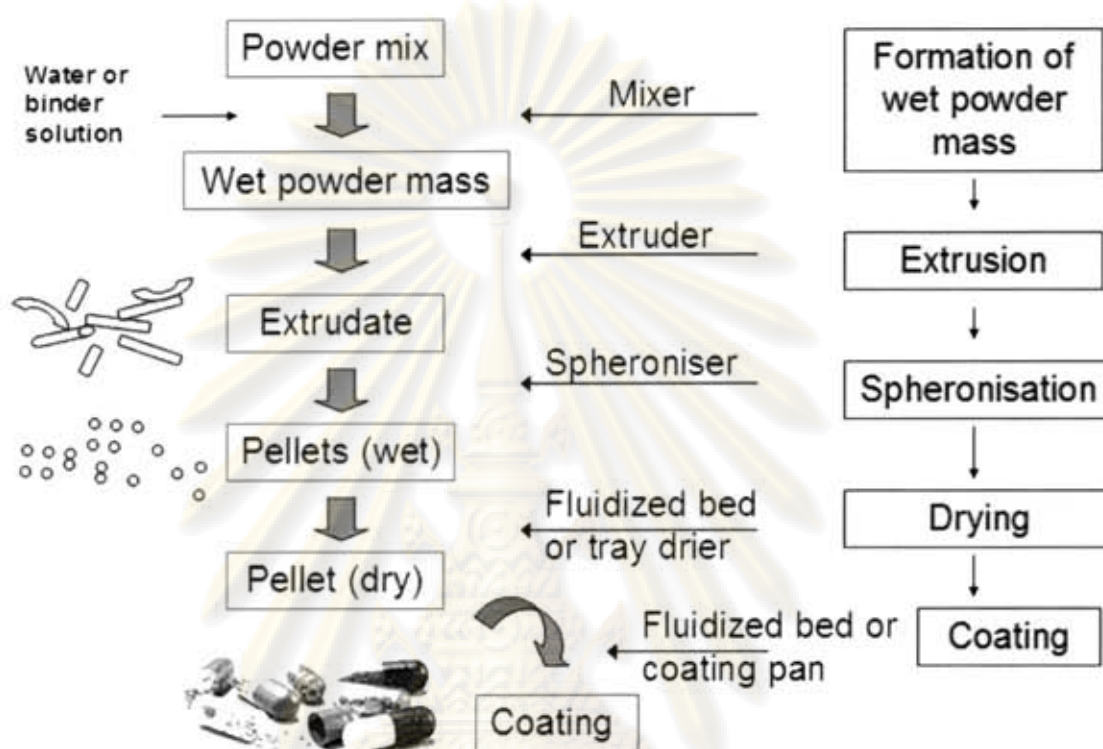 Powder mix
Water or
binder
solution
Mixer
Formation of
wet powder
mass
Wet powder mass
Extruder
Extrusion
Extrudate
Spheroniser
Spheronisation
Pellets (wet)
Fluidized bed
or tray drier
Drying
Pellet (dry)
Fluidized bed or
coating pan
Coating
Coating